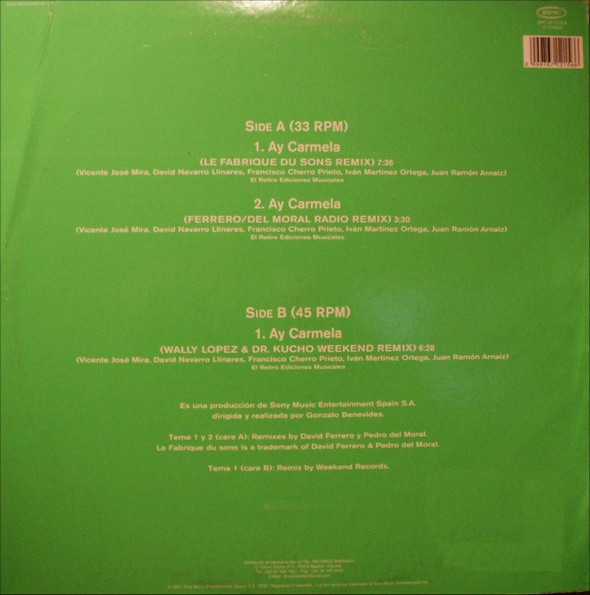 Epic
SIDE A (33 RPM)
1. Ay Carmela
(LE FABRIQUE DU SONS REMIX) 7:36
(Vicente José Mira, David Navarro Llinares, Francisco Cherro Prieto, Iván Martínez Ortega, Juan Ramón Arnaiz)
El Retiro Ediciones Musicales
2. Ay Carmela
(FERRERO/DEL MORAL RADIO REMIX) 3:30
(Vicente José Mira, David Navarro Llinares, Francisco Cherro Prieto, Iván Martínez Ortega, Juan Ramón Arnaiz)
El Retiro Ediciones Musicales
SIDE B (45 RPM)
1. Ay Carmela
(WALLY LOPEZ & DR. KUCHO WEEKEND REMIX) 6:28
(Vicente José Mira, David Navarro Llinares, Francisco Cherro Prieto, Iván Martínez Ortega, Juan Ramón Arnaiz)
El Retiro Ediciones Musicales
Es una producción de Sony Music Entertainment Spain S.A.
dirigida y realizada por Gonzalo Benavides.
Tema 1 y 2 (cara A): Remixes by David Ferrero y Pedro del Moral.
Le Fabrique du sons is a trademark of David Ferrero & Pedro del Moral.
Tema 1 (cara B): Remix by Weekend Records.